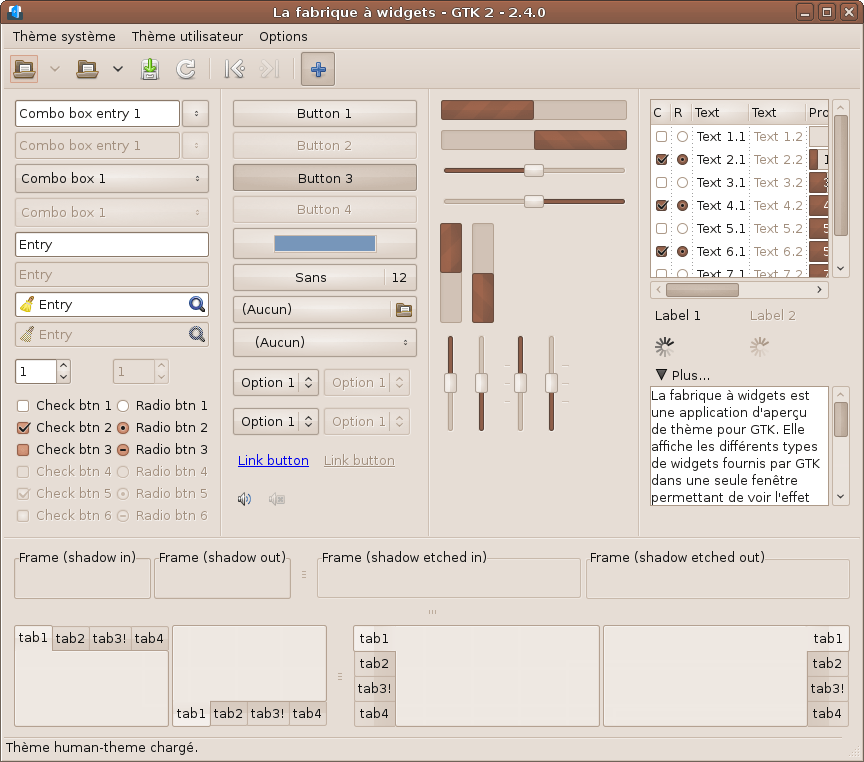 La fabrique à widgets - GTK 2 - 2.4.0
Thème système Thème utilisateur Options
Combo box entry 1
Combo box entry 1
Combo box 1
Combo box 1
Entry
Entry
Entry
Entry
1 1
Check btn 1 Radio btn 1
Check btn 2 Radio btn 2
Check btn 3 Radio btn 3
Check btn 4 Radio btn 4
Check btn 5 Radio btn 5
Check btn 6 Radio btn 6
Button 1
Button 2
Button 3
Button 4
Sans 12
(Aucun)
(Aucun)
Option 1 Option 1
Option 1 Option 1
Link button Link button
C R Text Text Pro
Text 1.1 Text 1.2
Text 2.1 Text 2.2 1
Text 3.1 Text 3.2 3
Text 4.1 Text 4.2 4
Text 5.1 Text 5.2 5
Text 6.1 Text 6.2 5
Text 7.1 Text 7.2 7
Label 1 Label 2
Plus...
La fabrique à widgets est
une application d'aperçu
de thème pour GTK. Elle
affiche les différents types
de widgets fournis par GTK
dans une seule fenêtre
permettant de voir l'effet
Frame (shadow in) Frame (shadow out) Frame (shadow etched in) Frame (shadow etched out)
tab1 tab2 tab3! tab4
tab1 tab2 tab3! tab4
tab1
tab2
tab3!
tab4
tab1
tab2
tab3!
tab4
Thème human-theme chargé.